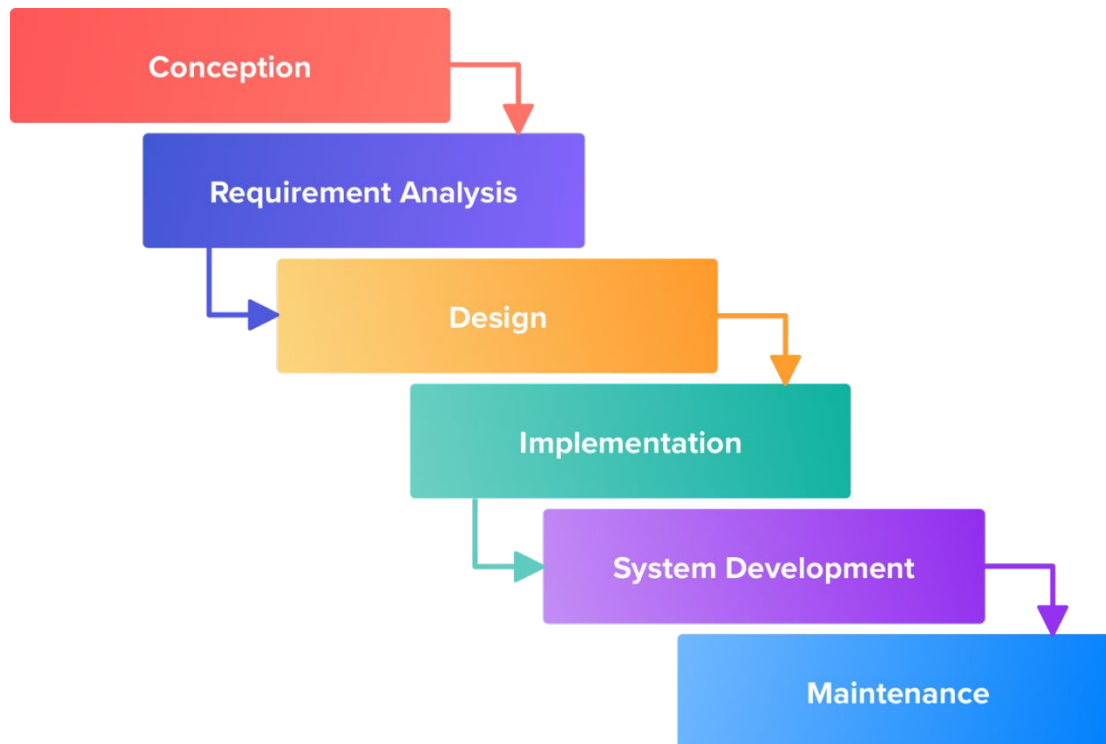 Conception
Requirement Analysis
Design
Implementation
System Development
Maintenance